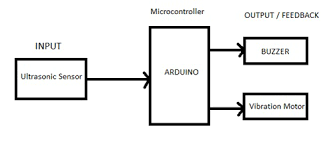 Microcontroller
OUTPUT / FEEDBACK
INPUT
BUZZER
Ultrasonic Sensor
ARDUINO
Vibration Motor